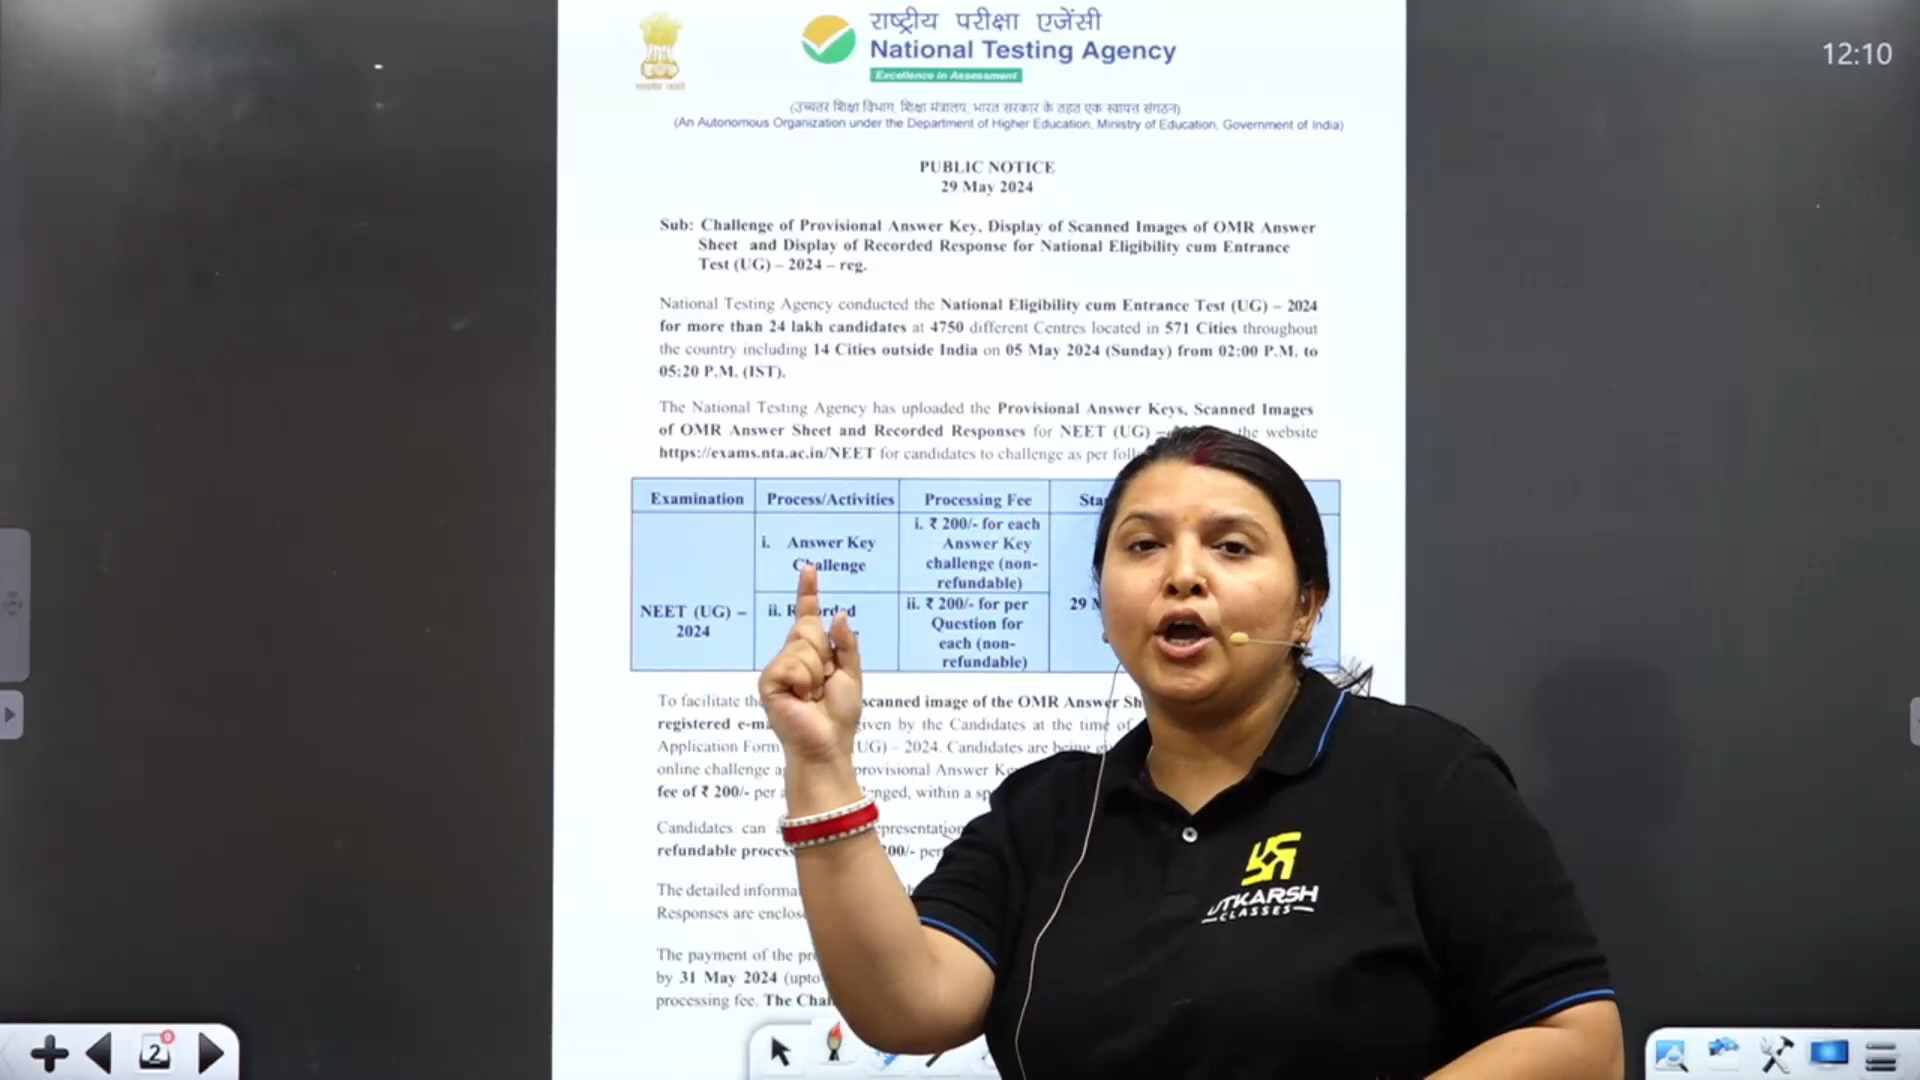 राष्ट्रीय परीक्षा एजेंसी
National Testing Agency
Excellence in Assessment
12:10
(उच्चतर शिक्षा विभाग, शिक्षा मंत्रालय, भारत सरकार के तहत एक स्वायत्त संगठन)
(An Autonomous Organization under the Department of Higher Education, Ministry of Education, Government of India)
PUBLIC NOTICE
29 May 2024
Sub: Challenge of Provisional Answer Key, Display of Scanned Images of OMR Answer
Sheet and Display of Recorded Response for National Eligibility cum Entrance
Test (UG) – 2024 – reg.
National Testing Agency conducted the National Eligibility cum Entrance Test (UG) – 2024
for more than 24 lakh candidates at 4750 different Centres located in 571 Cities throughout
the country including 14 Cities outside India on 05 May 2024 (Sunday) from 02:00 P.M. to
05:20 P.M. (IST).
The National Testing Agency has uploaded the Provisional Answer Keys, Scanned Images
of OMR Answer Sheet and Recorded Responses for NEET (UG) – the website
https://exams.nta.ac.in/NEET for candidates to challenge as per
Examination Process/Activities Processing Fee
NEET (UG) –
2024
i. Answer Key
Challenge
ii.
i. ₹ 200/- for each
Answer Key
challenge (non-
refundable)
ii. ₹ 200/- for per
Question for
each (non-
refundable)
29
To facilitate scanned image of the OMR Answer
registered given by the Candidates at the time of
Application Form (UG) – 2024. Candidates are being
online challenge provisional Answer
fee of ₹ 200/- per within a
Candidates can
refundable
The detailed
Responses are
The payment of the
by 31 May 2024 (upto
processing fee. The
UTKARSH
CLASSES
2
0